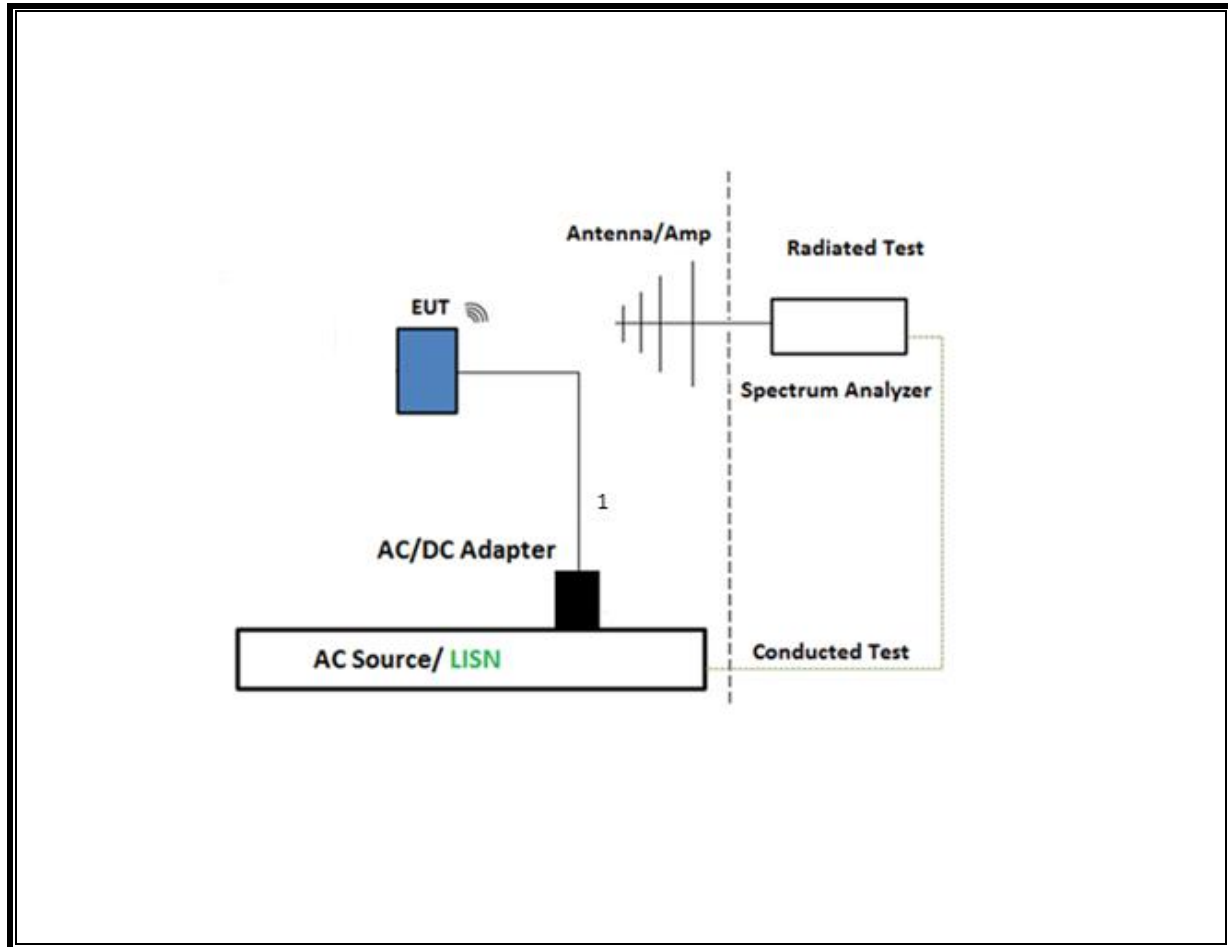 Antenna/Amp
Radiated Test
EUT
Spectrum Analyzer
1
AC/DC Adapter
AC Source/ LISN
Conducted Test